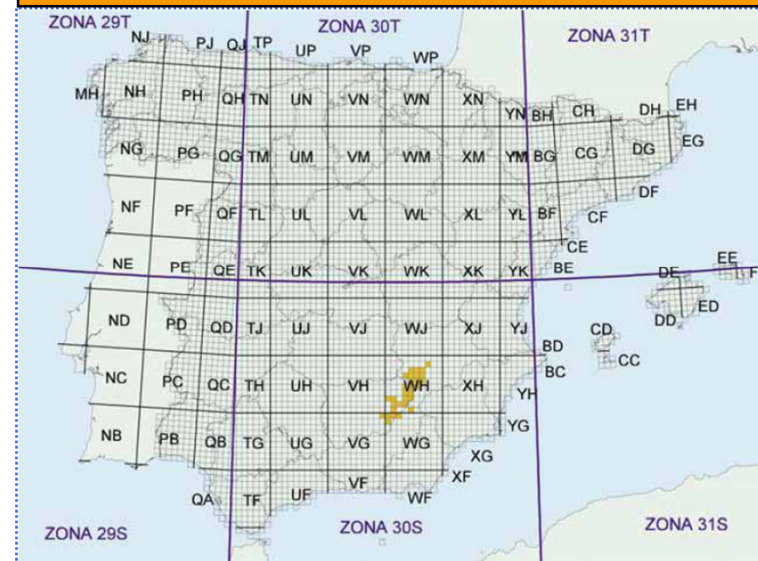 ZONA 29T
ZONA 30T
ZONA 31T
NJ PJ QJ TP UP VP WP
MH NH PH QH TN UN VN WN XN YN BH CH DH EH
NG PG QG TM UM VM WM XM YM BG CG DG EG
NF PF QF TL UL VL WL XL YL BF CF DF
NE PE QE TK UK VK WK XK YK BE CE DE EE F
ND PD QD TJ UJ VJ WJ XJ YJ BD CD DD ED
NC PC QC TH UH VH WH XH YH BC CC
NB PB QB TG UG VG WG XG YG
QA TF UF VF WF XF
ZONA 29S
ZONA 30S
ZONA 31S